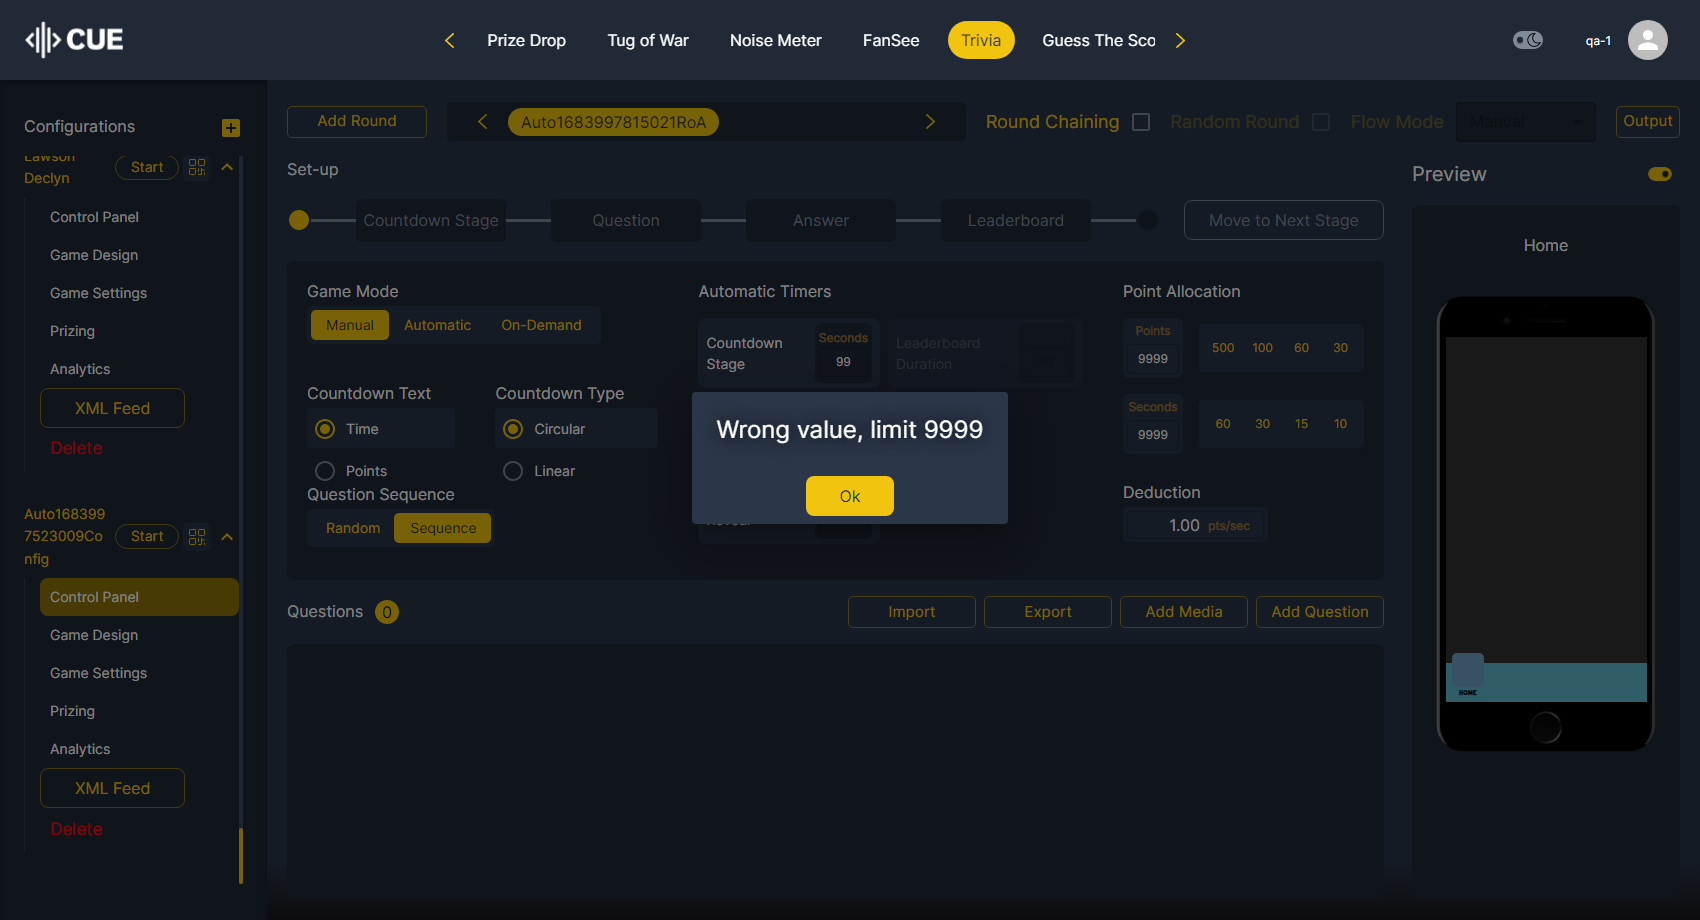 CUE
Prize Drop
Tug of War
Noise Meter
FanSee
Trivia
Guess The Sco
qa-1
Configurations
Lawson
Declyn
Start
Control Panel
Game Design
Game Settings
Prizing
Analytics
XML Feed
Delete
Auto168399
7523009Co
nfig
Start
Control Panel
Game Design
Game Settings
Prizing
Analytics
XML Feed
Delete
Add Round
Auto1683997815021RoA
Round Chaining
Random Round
Flow Mode
Manual
Output
Set-up
Countdown Stage
Question
Answer
Leaderboard
Move to Next Stage
Game Mode
Manual
Automatic
On-Demand
Countdown Text
Time
Points
Countdown Type
Circular
Linear
Question Sequence
Random
Sequence
Automatic Timers
Countdown
Stage
Seconds
99
Leaderboard
Duration
Wrong value, limit 9999
Ok
Point Allocation
Points
9999
500
100
60
30
Seconds
9999
60
30
15
10
Deduction
1.00 pts/sec
Questions 0
Import
Export
Add Media
Add Question
Preview
Home
HOME